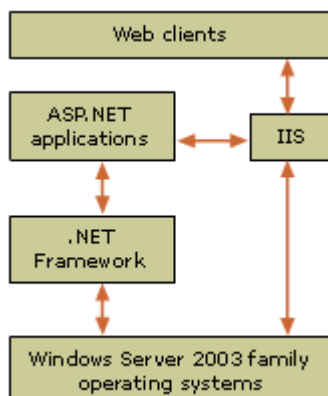 Web clients
ASP.NET
applications
IIS
.NET
Framework
Windows Server 2003 family
operating systems